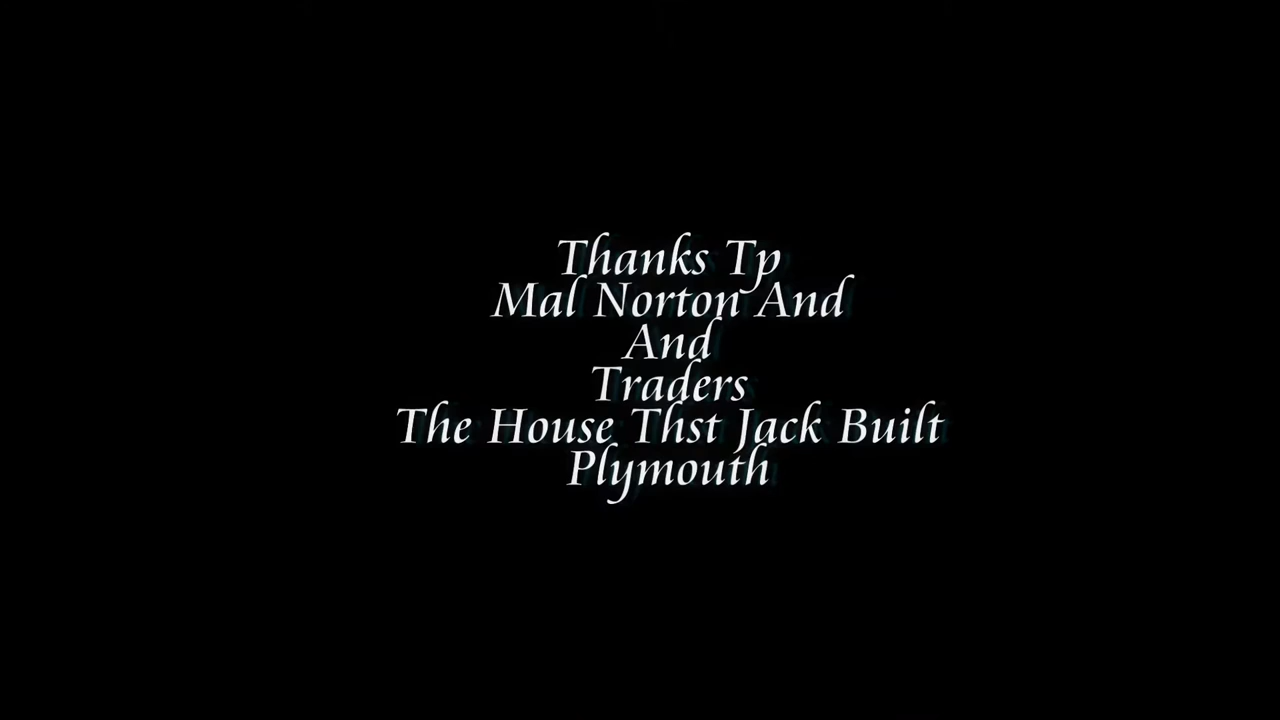 Thanks Tp
Mal Norton And
And
Traders
The House Thst Jack Built
Plymouth